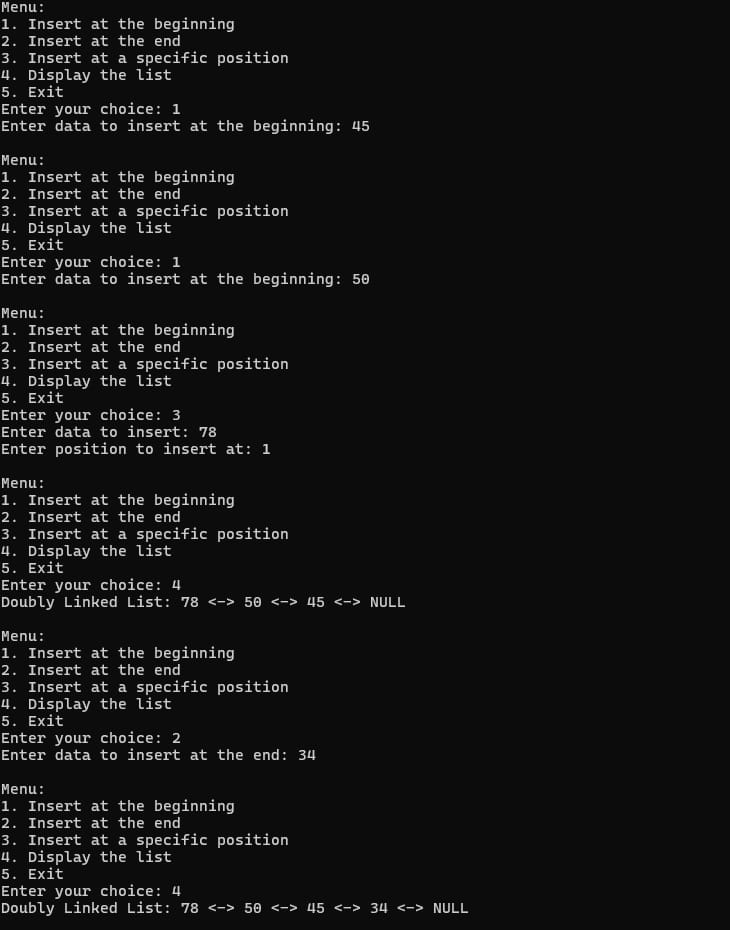 Menu:
1. Insert at the beginning
2. Insert at the end
3. Insert at a specific position
4. Display the list
5. Exit
Enter your choice: 1
Enter data to insert at the beginning: 45
Menu:
1. Insert at the beginning
2. Insert at the end
3. Insert at a specific position
4. Display the list
5. Exit
Enter your choice: 1
Enter data to insert at the beginning: 50
Menu:
1. Insert at the beginning
2. Insert at the end
3. Insert at a specific position
4. Display the list
5. Exit
Enter your choice: 3
Enter data to insert: 78
Enter position to insert at: 1
Menu:
1. Insert at the beginning
2. Insert at the end
3. Insert at a specific position
4. Display the list
5. Exit
Enter your choice: 4
Doubly Linked List: 78 <-> 50 <-> 45 <-> NULL
Menu:
1. Insert at the beginning
2. Insert at the end
3. Insert at a specific position
4. Display the list
5. Exit
Enter your choice: 2
Enter data to insert at the end: 34
Menu:
1. Insert at the beginning
2. Insert at the end
3. Insert at a specific position
4. Display the list
5. Exit
Enter your choice: 4
Doubly Linked List: 78 <-> 50 <-> 45 <-> 34 <-> NULL